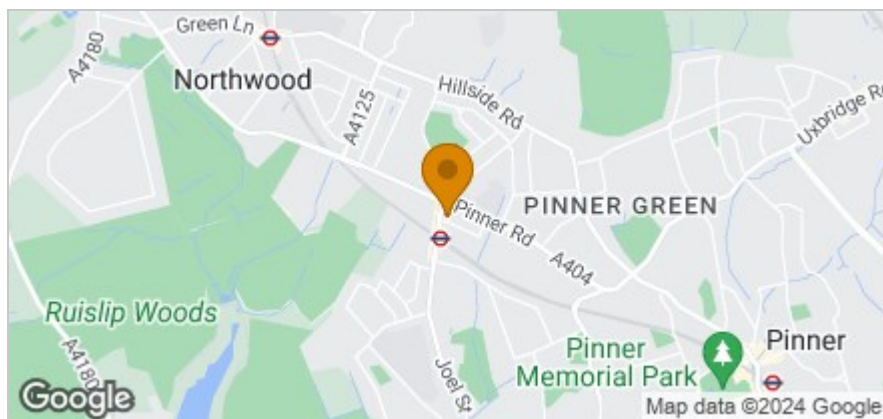 Green Ln
A4180
Northwood
A4125
Hillside Rd
Uxbridge Rd
Pinner Rd
PINNER GREEN
A404
Ruislip Woods
A4180
Joel St
Pinner
Memorial Park
Pinner
Google
Map data ©2024 Google